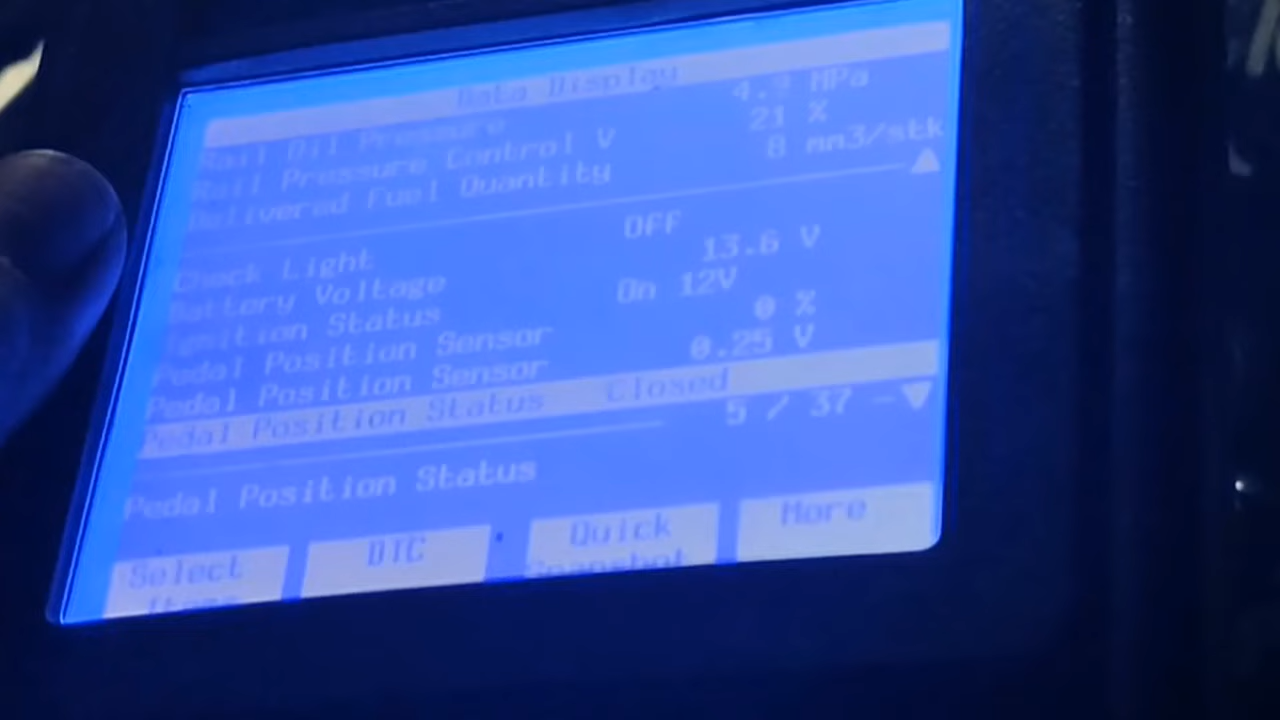 Data Display
Rail Oil Pressure 4.9 MPa
Rail Pressure Control V 21 %
Delivered Fuel Quantity 8 mm3/stk
Check Light OFF
Battery Voltage 13.6 V
Ignition Status On 12V
Pedal Position Sensor 0 %
Pedal Position Sensor 0.25 V
Pedal Position Status Closed
5 / 37
Pedal Position Status
Select Items
DTC
Quick Snapshot
More